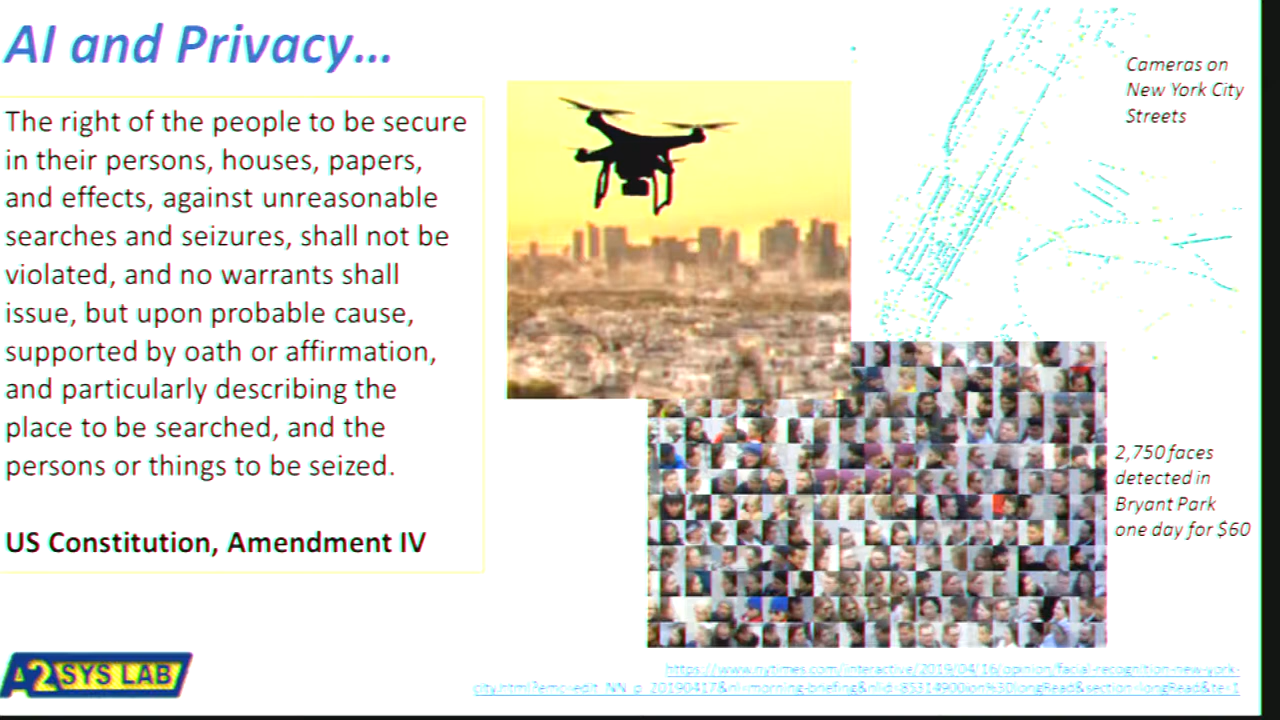 AI and Privacy...
The right of the people to be secure
in their persons, houses, papers,
and effects, against unreasonable
searches and seizures, shall not be
violated, and no warrants shall
issue, but upon probable cause,
supported by oath or affirmation,
and particularly describing the
place to be searched, and the
persons or things to be seized.
US Constitution, Amendment IV
Cameras on
New York City
Streets
2,750 faces
detected in
Bryant Park
one day for $60
A2SYS LAB
https://www.nytimes.com/interactive/2019/04/16/opinion/facial-recognition-new-york-